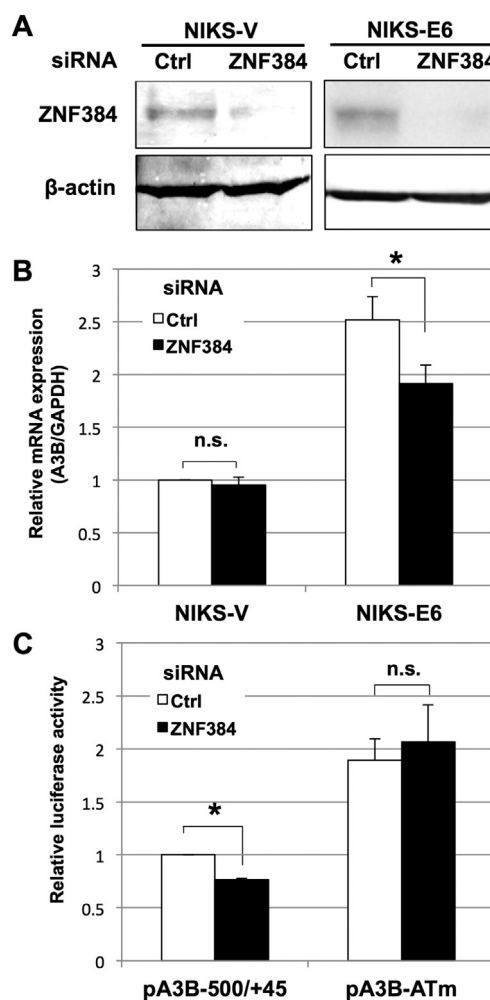 A
NIKS-V NIKS-E6
siRNA Ctrl ZNF384 Ctrl ZNF384
ZNF384
β-actin
B
Relative mRNA expression
(A3B/GAPDH)
3
2.5
2
1.5
1
0.5
0
siRNA
Ctrl
ZNF384
n.s.
*
NIKS-V NIKS-E6
C
Relative luciferase activity
3
2.5
2
1.5
1
0.5
0
siRNA
Ctrl
ZNF384
*
n.s.
pA3B-500/+45 pA3B-ATm